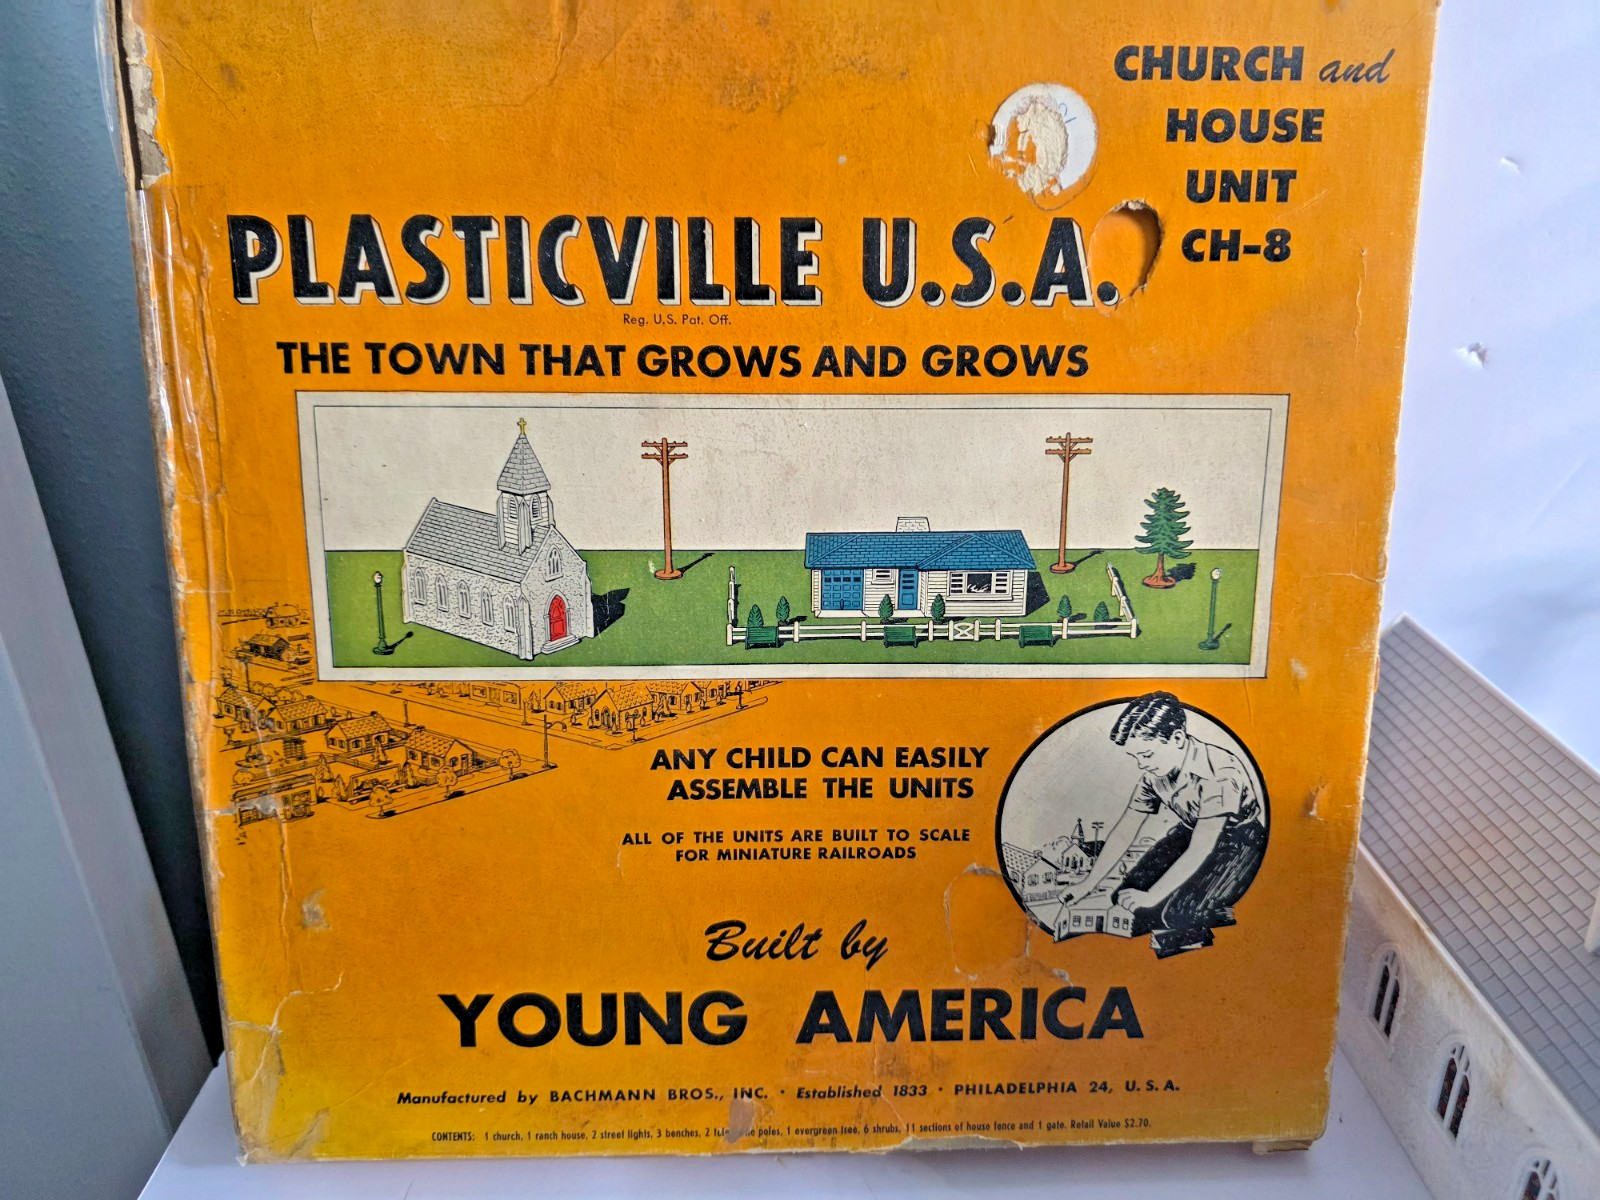 CHURCH and
HOUSE
UNIT
CH-8
PLASTICVILLE U.S.A.
Reg. U.S. Pat. Off.
THE TOWN THAT GROWS AND GROWS
ANY CHILD CAN EASILY
ASSEMBLE THE UNITS
ALL OF THE UNITS ARE BUILT TO SCALE
FOR MINIATURE RAILROADS
Built by
YOUNG AMERICA
Manufactured by BACHMANN BROS., INC. • Established 1833 • PHILADELPHIA 24, U. S. A.
CONTENTS: 1 church, 1 ranch house, 2 street lights, 3 benches, 2 poles, 1 evergreen tree, 6 shrubs, 11 sections of house fence and 1 gate. Retail Value $2.70.